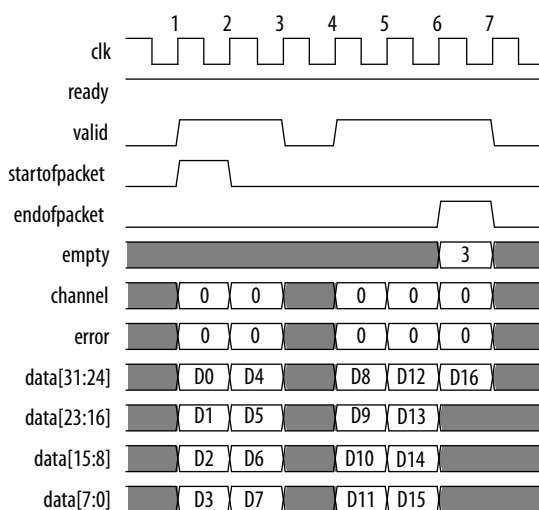 1 2 3 4 5 6 7
clk
ready
valid
startofpacket
endofpacket
empty 3
channel 0 0 0 0 0
error 0 0 0 0 0
data[31:24] D0 D4 D8 D12 D16
data[23:16] D1 D5 D9 D13
data[15:8] D2 D6 D10 D14
data[7:0] D3 D7 D11 D15